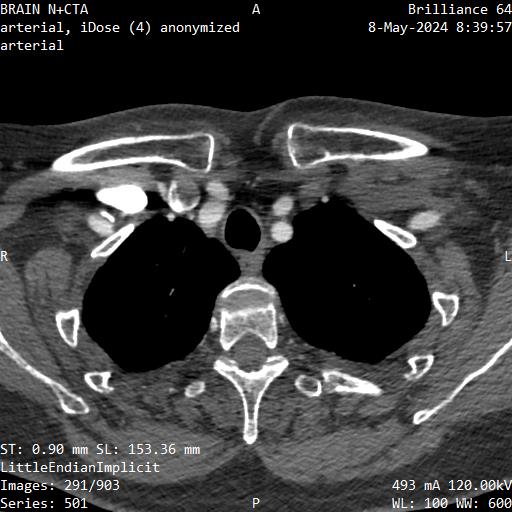 BRAIN N+CTA
A
Brilliance 64
arterial, iDose (4) anonymized
8-May-2024 8:39:57
arterial
R
L
ST: 0.90 mm SL: 153.36 mm
LittleEndianImplicit
Images: 291/903
493 mA 120.00kV
Series: 501
P
WL: 100 WW: 600